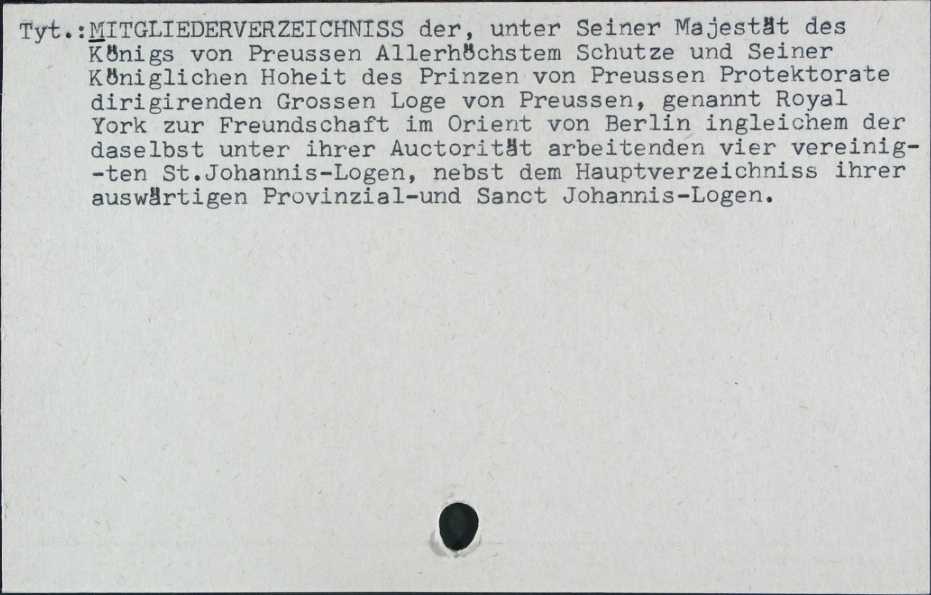 Tyt.:MITGLIEDERVERZEICHNISS der, unter Seiner Majestät des
Königs von Preussen Allerhöchstem Schutze und Seiner
Königlichen Hoheit des Prinzen von Preussen Protektorate
dirigirenden Grossen Loge von Preussen, genannt Royal
York zur Freundschaft im Orient von Berlin ingleichem der
daselbst unter ihrer Auctorität arbeitenden vier vereinig-
-ten St.Johannis-Logen, nebst dem Hauptverzeichniss ihrer
auswärtigen Provinzial-und Sanct Johannis-Logen.